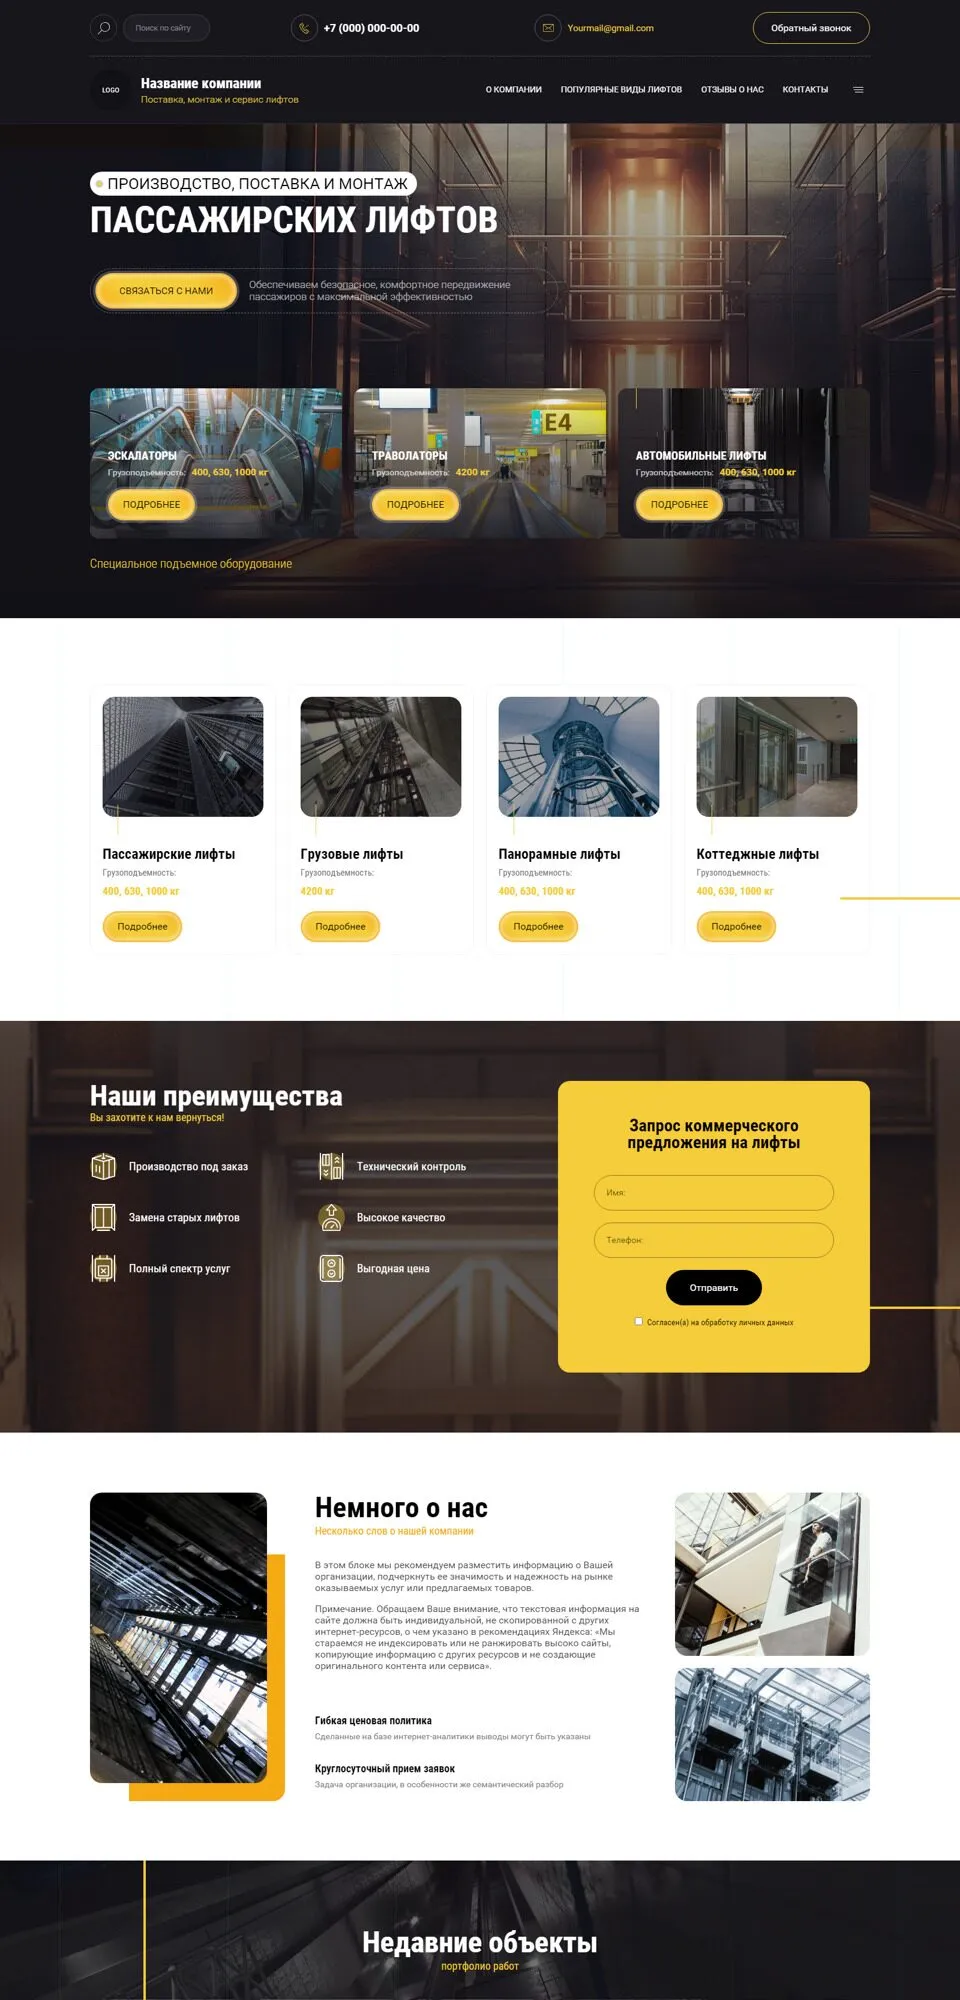 Поиск по сайту
+7 (000) 000-00-00
Yourmail@gmail.com
Обратный звонок
LOGO
Название компании
Поставка, монтаж и сервис лифтов
О КОМПАНИИ
ПОПУЛЯРНЫЕ ВИДЫ ЛИФТОВ
ОТЗЫВЫ О НАС
КОНТАКТЫ
ПРОИЗВОДСТВО, ПОСТАВКА И МОНТАЖ
ПАССАЖИРСКИХ ЛИФТОВ
СВЯЗАТЬСЯ С НАМИ
Обеспечиваем безопасное, комфортное передвижение
пассажиров с максимальной эффективностью
E4
ЭСКАЛАТОРЫ
Грузоподъемность: 400, 630, 1000 кг
ПОДРОБНЕЕ
ТРАВОЛАТОРЫ
Грузоподъемность: 4200 кг
ПОДРОБНЕЕ
АВТОМОБИЛЬНЫЕ ЛИФТЫ
Грузоподъемность: 400, 630, 1000 кг
ПОДРОБНЕЕ
Специальное подъемное оборудование
Пассажирские лифты
Грузоподъемность:
400, 630, 1000 кг
Подробнее
Грузовые лифты
Грузоподъемность:
4200 кг
Подробнее
Панорамные лифты
Грузоподъемность:
400, 630, 1000 кг
Подробнее
Коттеджные лифты
Грузоподъемность:
400, 630, 1000 кг
Подробнее
Наши преимущества
Вы захотите к нам вернуться!
Производство под заказ
Технический контроль
Замена старых лифтов
Высокое качество
Полный спектр услуг
Выгодная цена
Запрос коммерческого
предложения на лифты
Имя:
Телефон:
Отправить
Согласен(а) на обработку личных данных
Немного о нас
Несколько слов о нашей компании
В этом блоке мы рекомендуем разместить информацию о Вашей
организации, подчеркнуть ее значимость и надежность на рынке
оказываемых услуг или предлагаемых товаров.
Примечание. Обращаем Ваше внимание, что текстовая информация на
сайте должна быть индивидуальной, не скопированной с других
интернет-ресурсов, о чем указано в рекомендациях Яндекса: «Мы
стараемся не индексировать или не ранжировать высоко сайты,
копирующие информацию с других ресурсов и не создающие
оригинального контента или сервиса».
Гибкая ценовая политика
Сделанные на базе интернет-аналитики выводы могут быть указаны
Круглосуточный прием заявок
Задача организации, в особенности же семантический разбор
Недавние объекты
портфолио работ